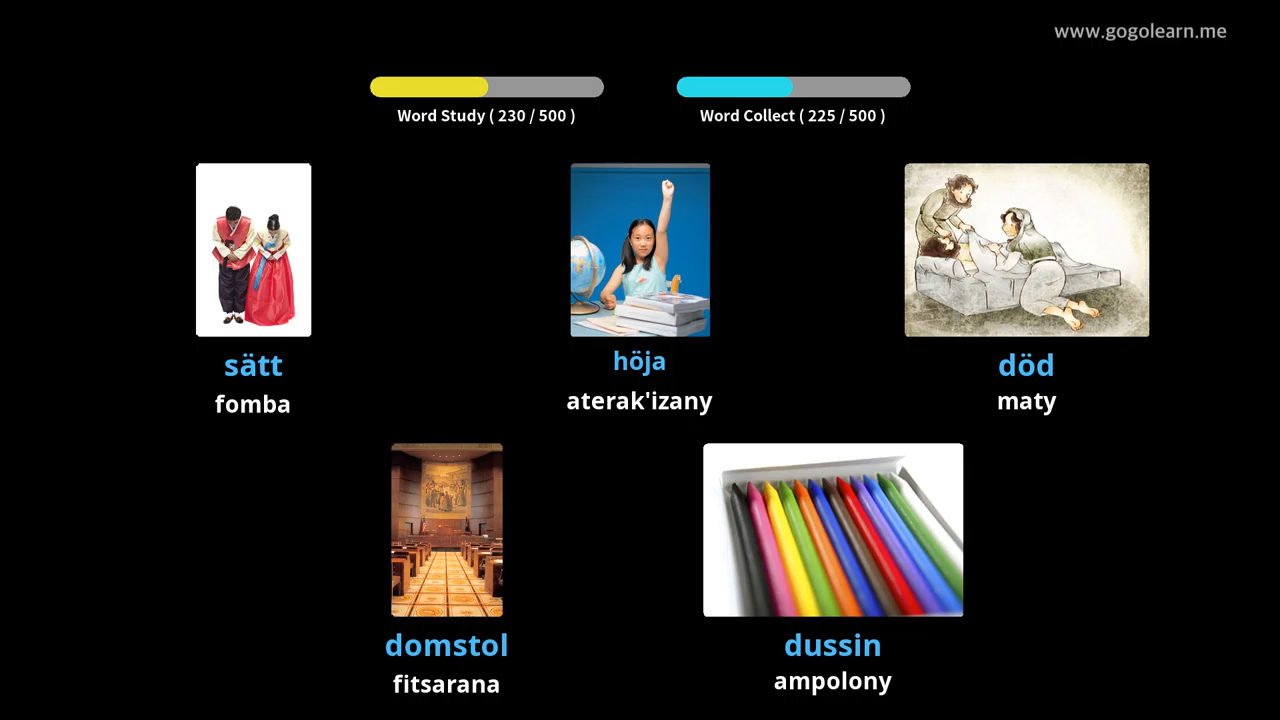 www.gogolearn.me
Word Study ( 230 / 500 )
Word Collect ( 225 / 500 )
sätt
fomba
höja
aterak'izany
död
maty
domstol
fitsarana
dussin
ampolony